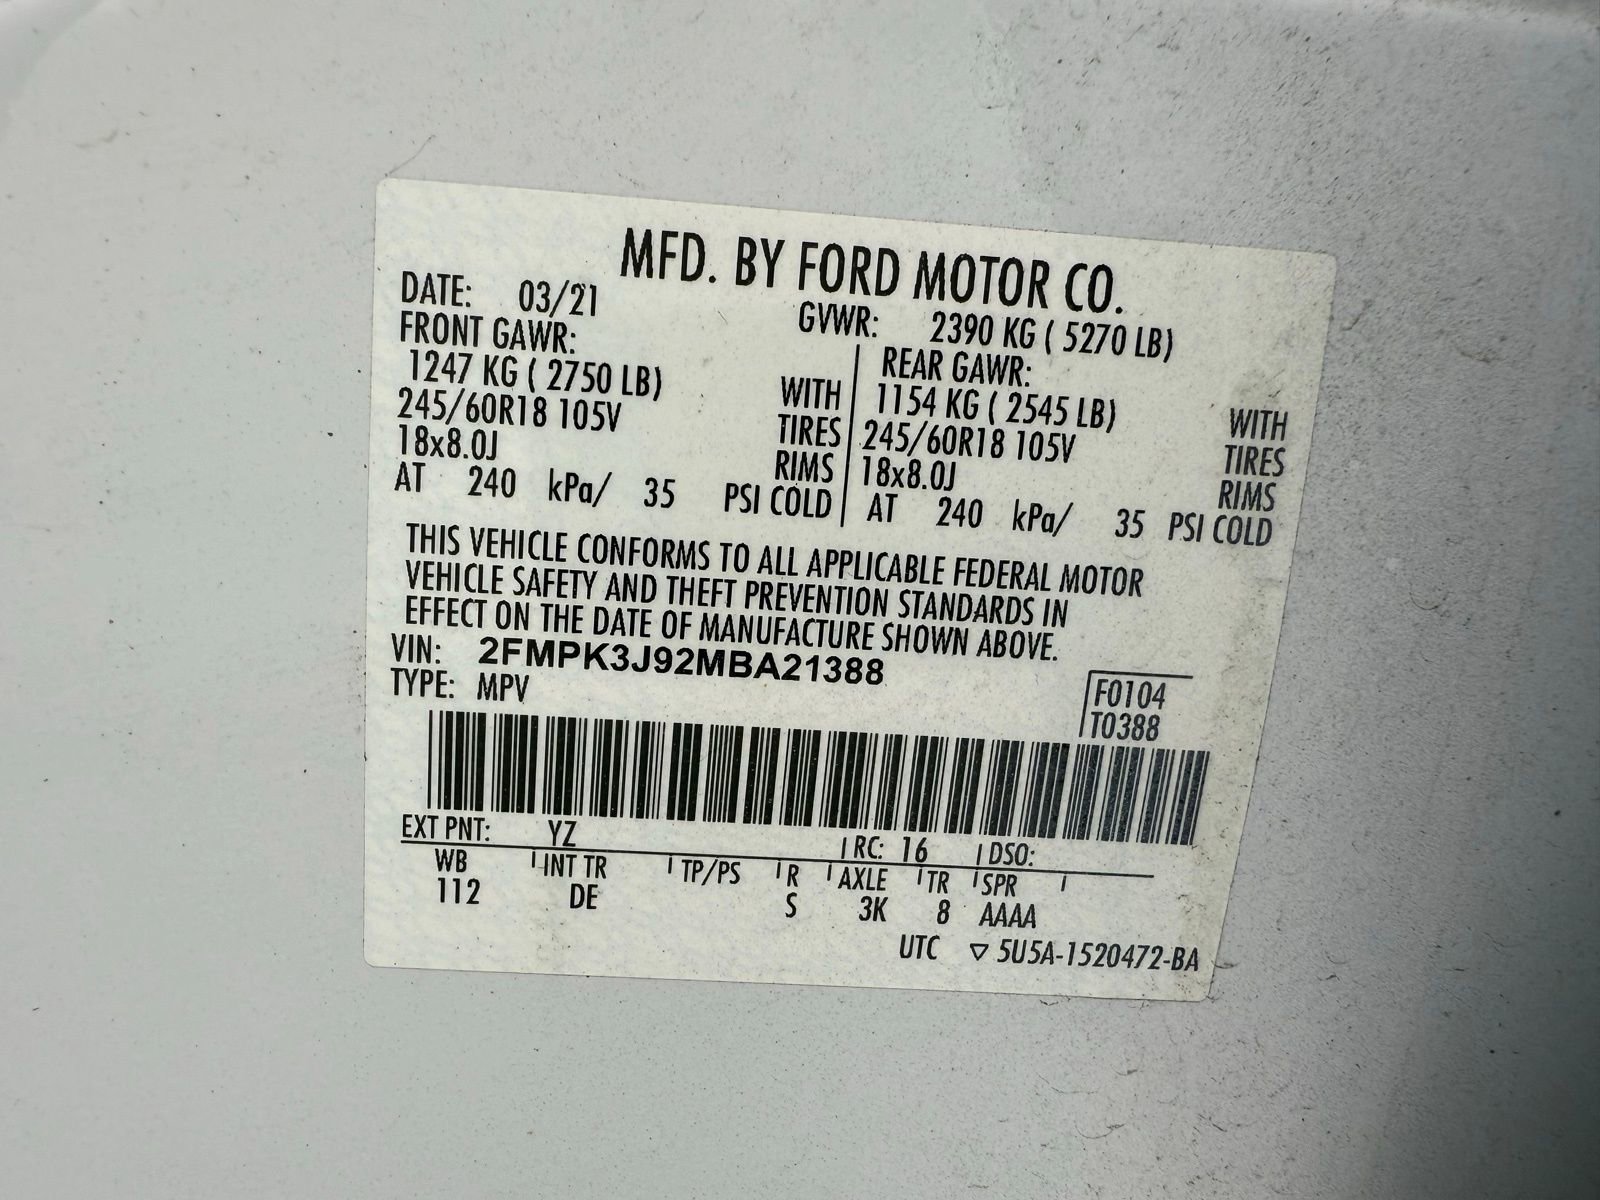 MFD. BY FORD MOTOR CO.
DATE: 03/21 GVWR: 2390 KG ( 5270 LB)
FRONT GAWR: REAR GAWR:
1247 KG ( 2750 LB) WITH 1154 KG ( 2545 LB) WITH
245/60R18 105V TIRES 245/60R18 105V TIRES
18x8.0J RIMS 18x8.0J RIMS
AT 240 kPa/ 35 PSI COLD AT 240 kPa/ 35 PSI COLD
THIS VEHICLE CONFORMS TO ALL APPLICABLE FEDERAL MOTOR
VEHICLE SAFETY AND THEFT PREVENTION STANDARDS IN
EFFECT ON THE DATE OF MANUFACTURE SHOWN ABOVE.
VIN: 2FMPK3J92MBA21388
TYPE: MPV
F0104
T0388
EXT PNT: YZ RC: 16 DSO:
WB INT TR TP/PS R AXLE TR SPR
112 DE S 3K 8 AAAA
UTC ▽ 5U5A-1520472-BA